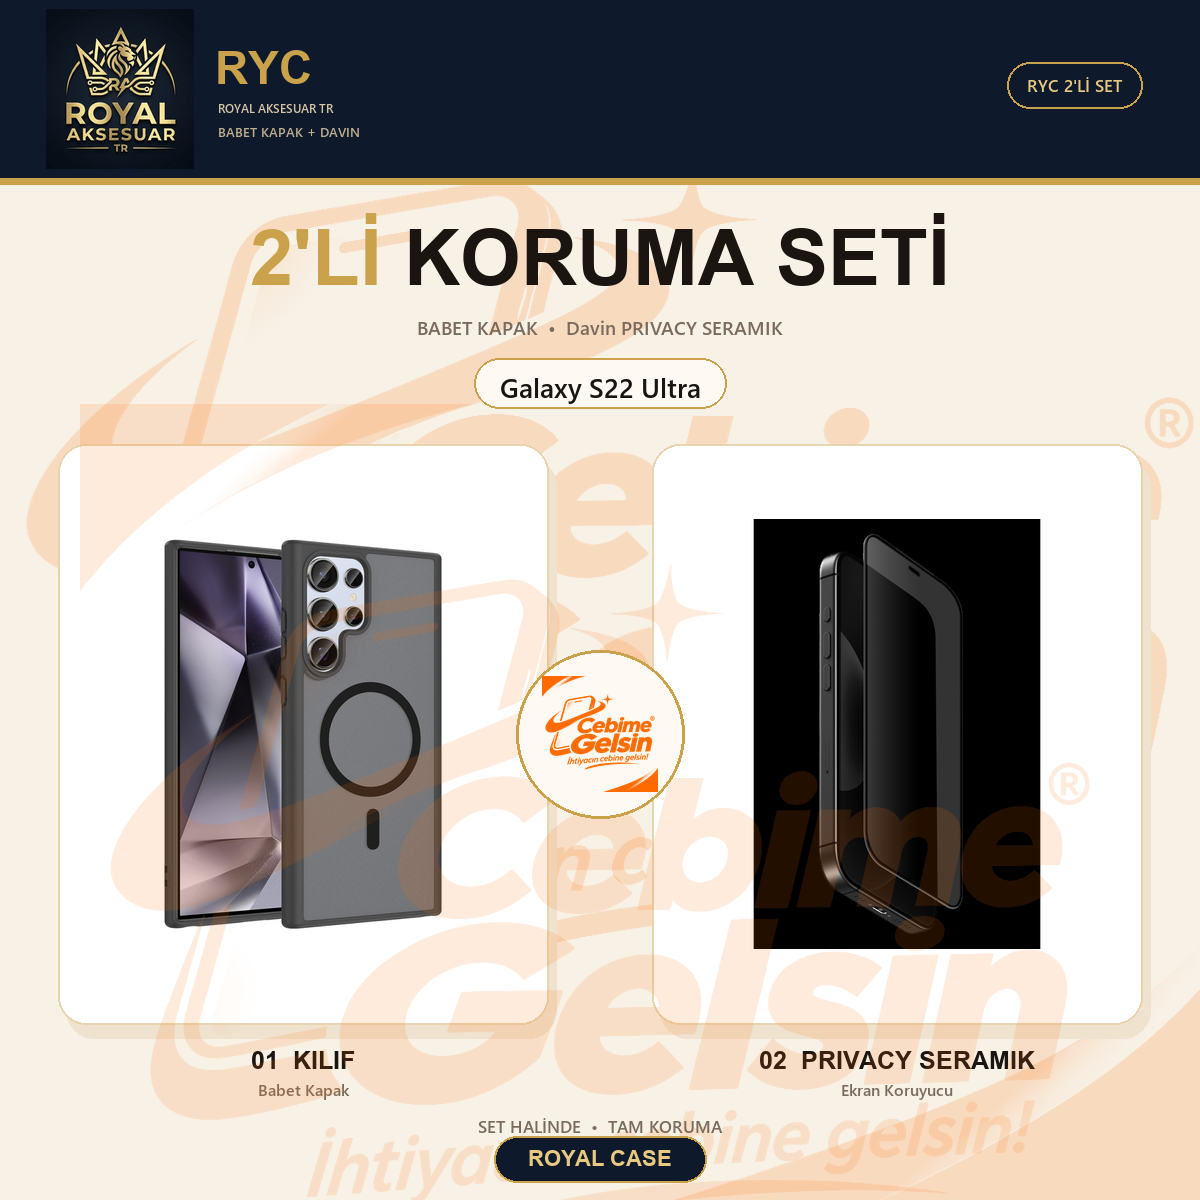 ROYAL
AKSESUAR
TR
RYC
ROYAL AKSESUAR TR
BABET KAPAK + DAVIN
RYC 2'Lİ SET
2'Lİ KORUMA SETİ
BABET KAPAK • Davin PRIVACY SERAMIK
Galaxy S22 Ultra
Cebime®
Gelsin
İhtiyacın cebine gelsin!
Cebime®
Gelsin
01 KILIF
Babet Kapak
02 PRIVACY SERAMIK
Ekran Koruyucu
SET HALİNDE • TAM KORUMA
ROYAL CASE